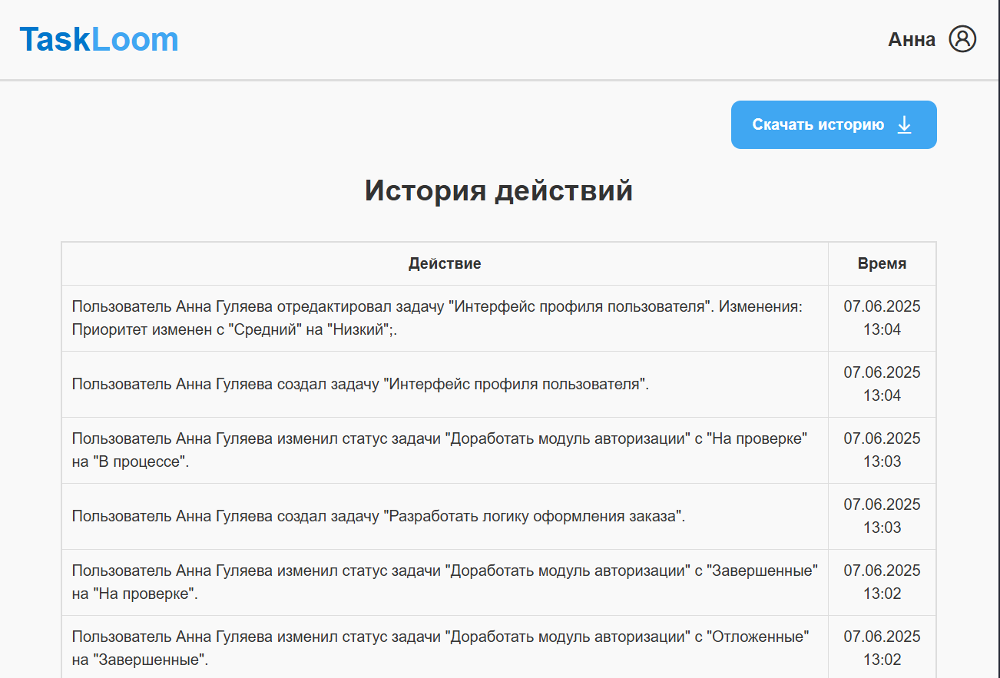 TaskLoom
Анна
Скачать историю
История действий
Действие
Время
Пользователь Анна Гуляева отредактировал задачу "Интерфейс профиля пользователя". Изменения:
Приоритет изменен с "Средний" на "Низкий";.
07.06.2025
13:04
Пользователь Анна Гуляева создал задачу "Интерфейс профиля пользователя".
07.06.2025
13:04
Пользователь Анна Гуляева изменил статус задачи "Доработать модуль авторизации" с "На проверке"
на "В процессе".
07.06.2025
13:03
Пользователь Анна Гуляева создал задачу "Разработать логику оформления заказа".
07.06.2025
13:03
Пользователь Анна Гуляева изменил статус задачи "Доработать модуль авторизации" с "Завершенные"
на "На проверке".
07.06.2025
13:02
Пользователь Анна Гуляева изменил статус задачи "Доработать модуль авторизации" с "Отложенные"
на "Завершенные".
07.06.2025
13:02